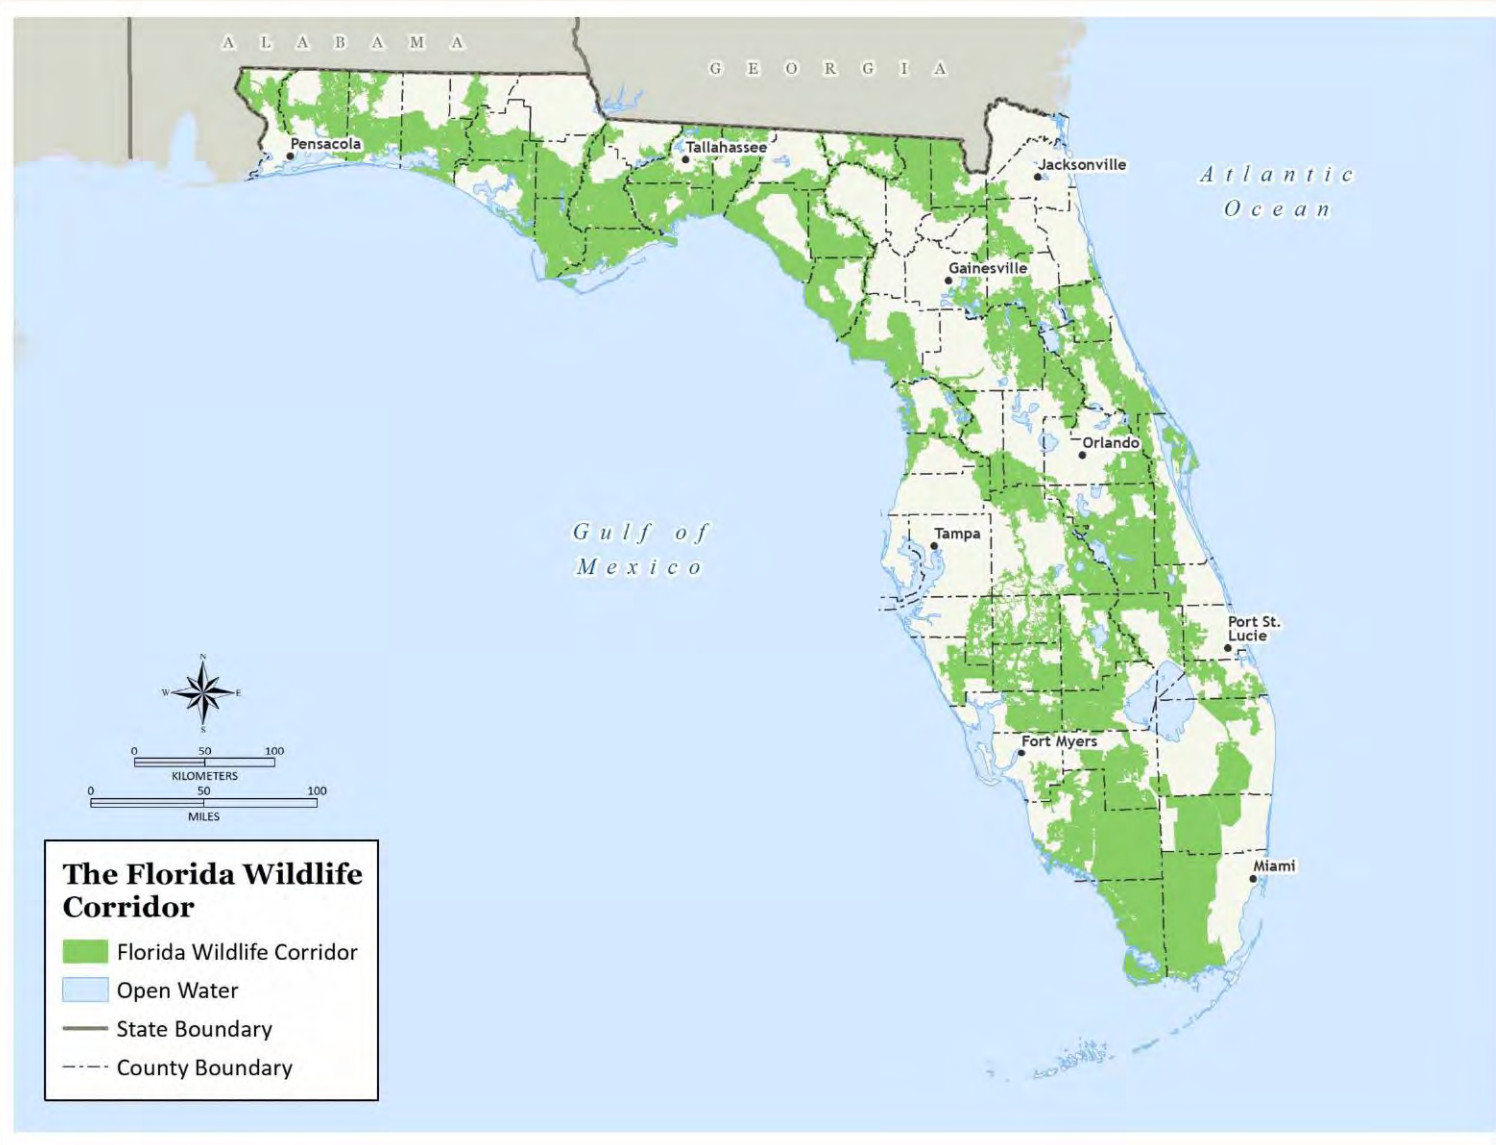 A L A B A M A
G E O R G I A
Pensacola
Tallahassee
Jacksonville
Atlantic
Ocean
Gainesville
Orlando
Gulf of
Mexico
Tampa
Port St.
Lucie
N
W E
S
0 50 100
KILOMETERS
0 50 100
MILES
Fort Myers
Miami
The Florida Wildlife
Corridor
Florida Wildlife Corridor
Open Water
State Boundary
County Boundary